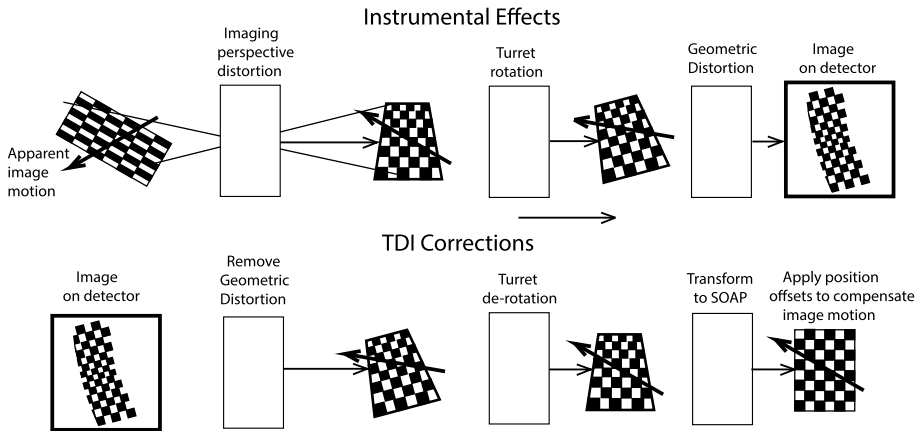 Instrumental Effects
Imaging
perspective
distortion
Turret
rotation
Geometric
Distortion
Image
on detector
Apparent
image
motion
TDI Corrections
Image
on detector
Remove
Geometric
Distortion
Turret
de-rotation
Transform
to SOAP
Apply position
offsets to compensate
image motion